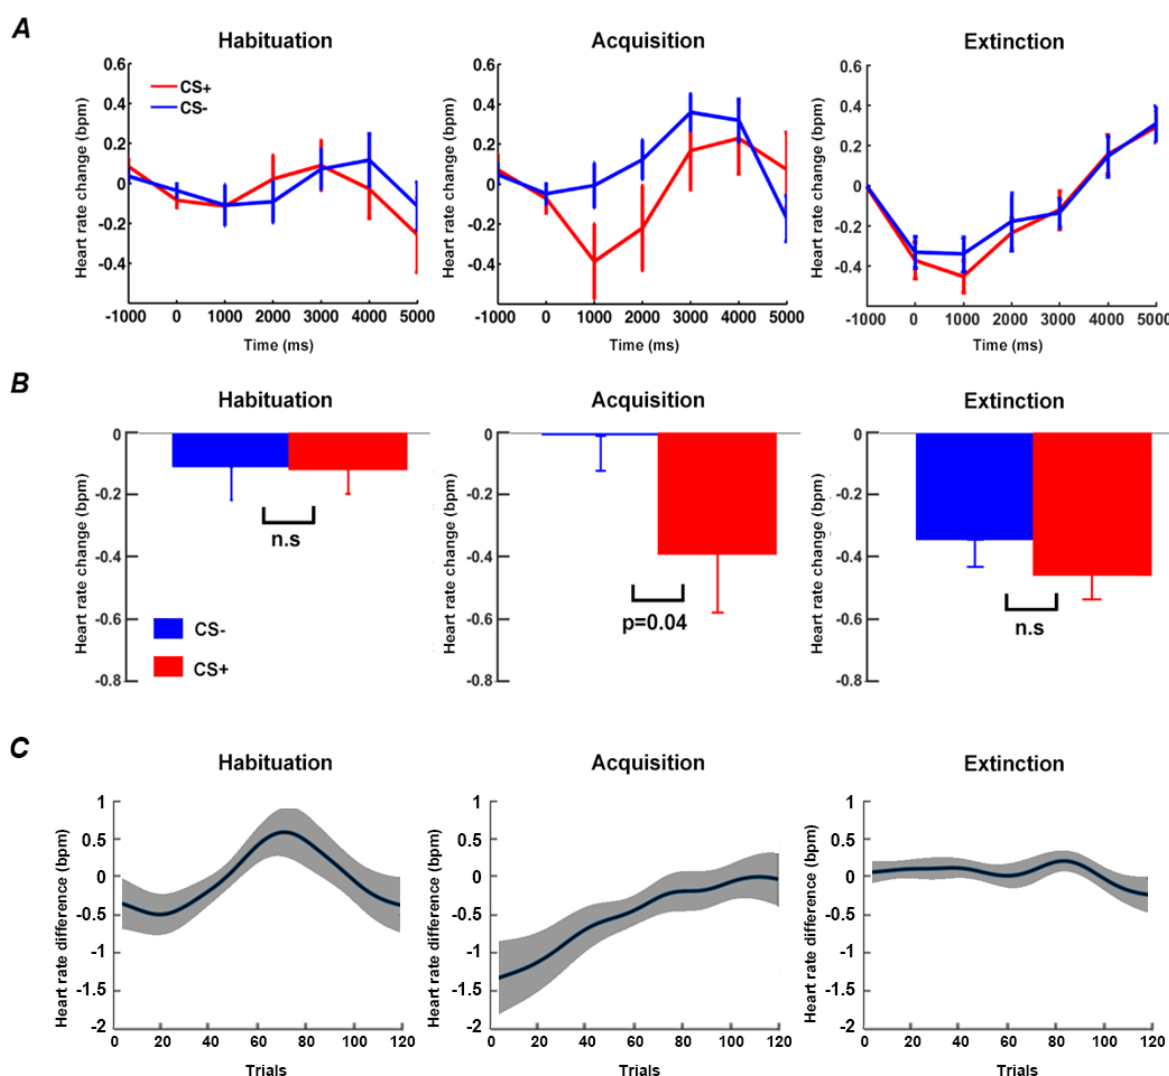 A
Habituation
Acquisition
Extinction
Heart rate change (bpm)
0.6
0.4
0.2
0
-0.2
-0.4
CS+
CS-
-1000 0 1000 2000 3000 4000 5000
Time (ms)
Heart rate change (bpm)
0.6
0.4
0.2
0
-0.2
-0.4
-1000 0 1000 2000 3000 4000 5000
Time (ms)
Heart rate change (bpm)
0.6
0.4
0.2
0
-0.2
-0.4
-1000 0 1000 2000 3000 4000 5000
Time (ms)
B
Habituation
Acquisition
Extinction
Heart rate change (bpm)
0
-0.2
-0.4
-0.6
-0.8
n.s
CS-
CS+
Heart rate change (bpm)
0
-0.2
-0.4
-0.6
-0.8
p=0.04
Heart rate change (bpm)
0
-0.2
-0.4
-0.6
-0.8
n.s
C
Habituation
Acquisition
Extinction
Heart rate difference (bpm)
1
0.5
0
-0.5
-1
-1.5
-2
0 20 40 60 80 100 120
Trials
Heart rate difference (bpm)
1
0.5
0
-0.5
-1
-1.5
-2
0 20 40 60 80 100 120
Trials
Heart rate difference (bpm)
1
0.5
0
-0.5
-1
-1.5
-2
0 20 40 60 80 100 120
Trials